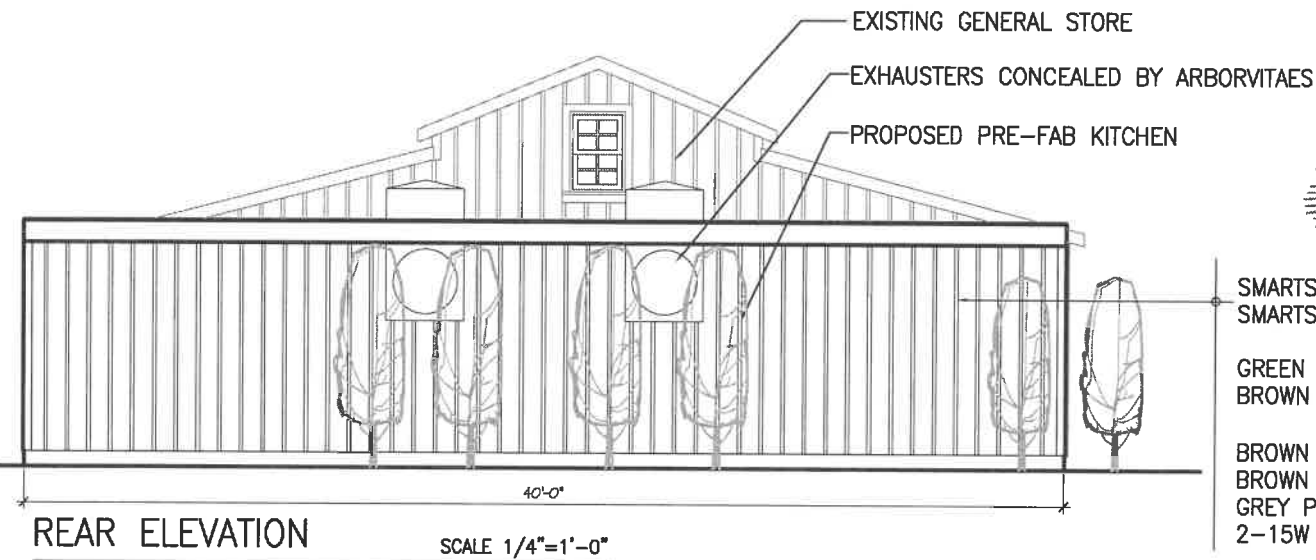 EXISTING GENERAL STORE
EXHAUSTERS CONCEALED BY ARBORVITAES
PROPOSED PRE-FAB KITCHEN
SMARTS
SMARTS
GREEN
BROWN
BROWN
BROWN
GREY P
2-15W
40'-0"
REAR ELEVATION
SCALE 1/4"=1'-0"